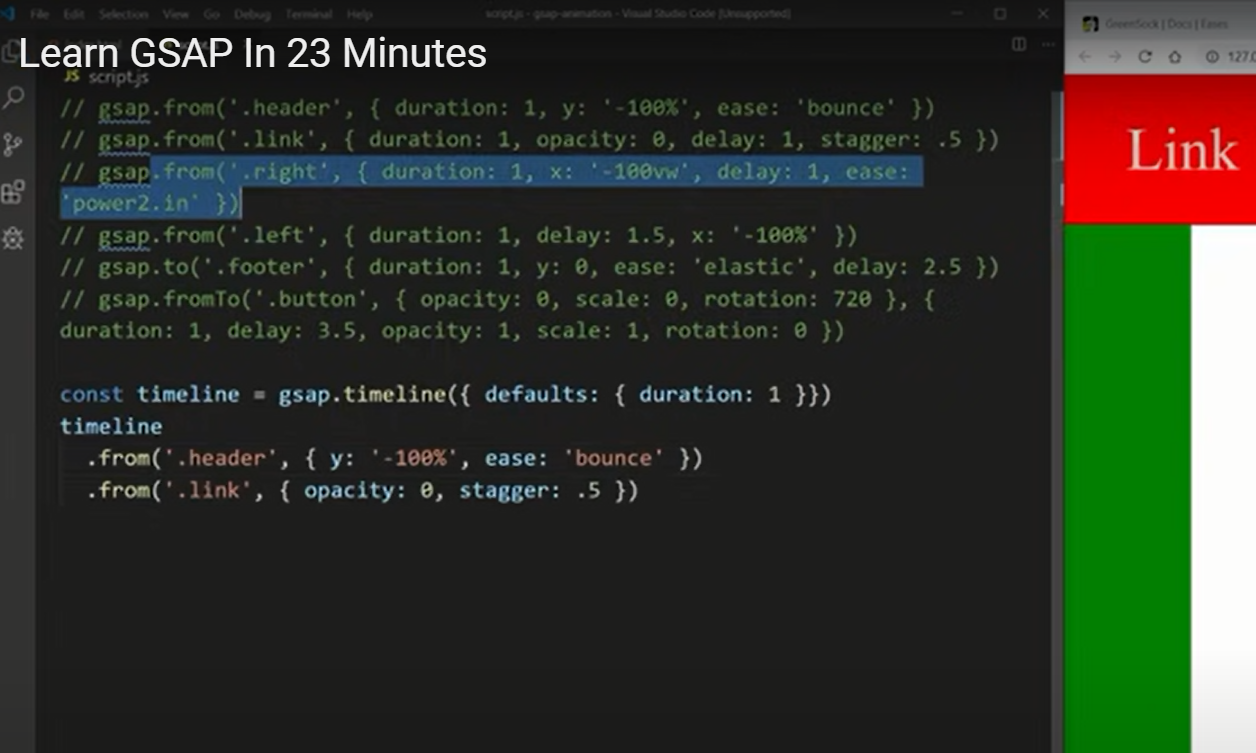 File Edit Selection View Go Debug Terminal Help script.js - gsap-animation - Visual Studio Code [Unsupported]
GreenSock | Docs | Eases
Learn GSAP In 23 Minutes
127.0
JS script.js
// gsap.from('.header', { duration: 1, y: '-100%', ease: 'bounce' })
// gsap.from('.link', { duration: 1, opacity: 0, delay: 1, stagger: .5 })
// gsap.from('.right', { duration: 1, x: '-100vw', delay: 1, ease:
'power2.in' })
// gsap.from('.left', { duration: 1, delay: 1.5, x: '-100%' })
// gsap.to('.footer', { duration: 1, y: 0, ease: 'elastic', delay: 2.5 })
// gsap.fromTo('.button', { opacity: 0, scale: 0, rotation: 720 }, {
duration: 1, delay: 3.5, opacity: 1, scale: 1, rotation: 0 })
const timeline = gsap.timeline({ defaults: { duration: 1 }})
timeline
.from('.header', { y: '-100%', ease: 'bounce' })
.from('.link', { opacity: 0, stagger: .5 })
Link